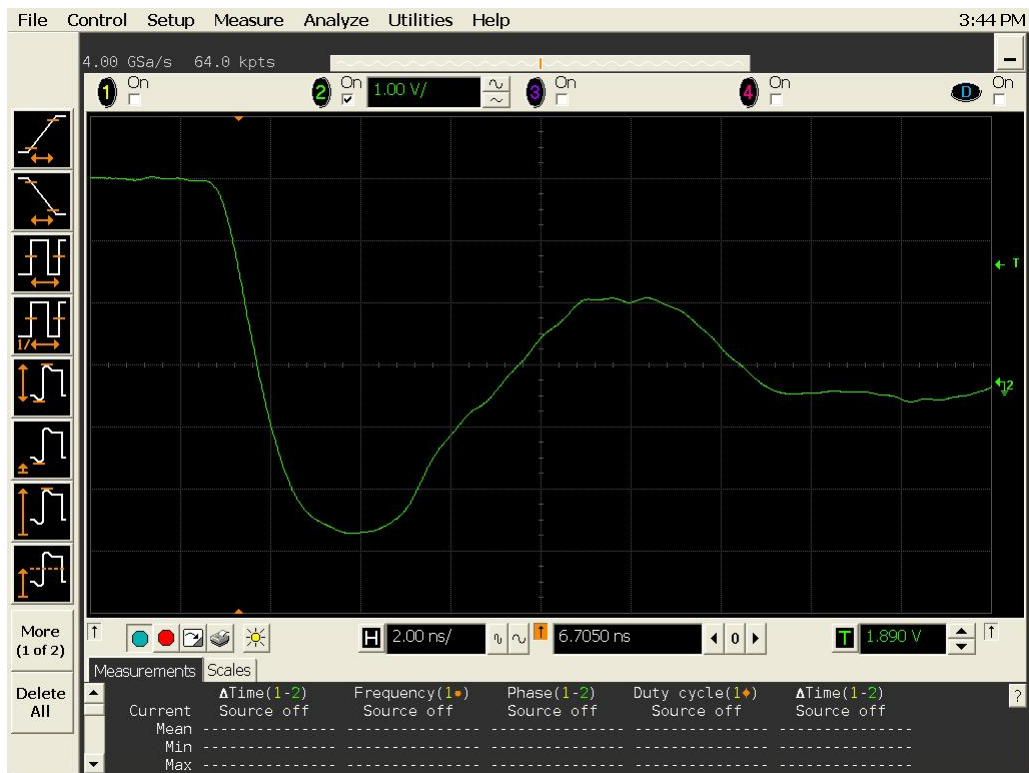 File Control Setup Measure Analyze Utilities Help 3:44 PM
4.00 GSa/s 64.0 kpts
1 On 2 On 1.00 V/ 3 On 4 On D On
T
2
1/
More
(1 of 2)
Delete
All
H 2.00 ns/ 6.7050 ns 0 T 1.890 V
Measurements Scales
ΔTime(1-2) Frequency(1) Phase(1-2) Duty cycle(1) ΔTime(1-2) ?
Current Source off Source off Source off Source off Source off
Mean -------------- -------------- -------------- -------------- --------------
Min -------------- -------------- -------------- -------------- --------------
Max -------------- -------------- -------------- -------------- --------------